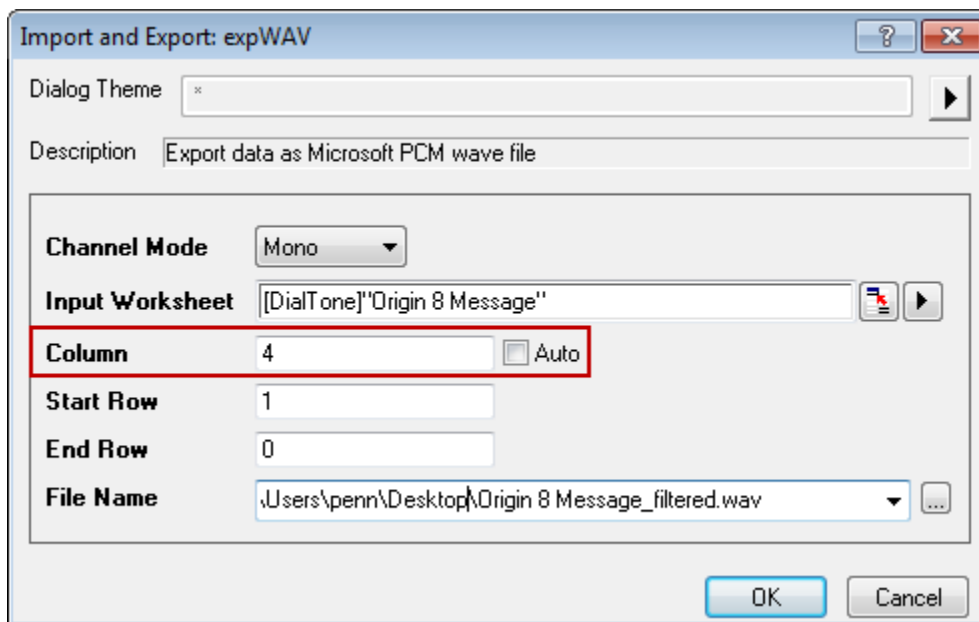 Import and Export: expWAV
Dialog Theme *
Description Export data as Microsoft PCM wave file
Channel Mode Mono
Input Worksheet [DialTone]"Origin 8 Message"
Column 4 Auto
Start Row 1
End Row 0
File Name \Users\penn\Desktop\Origin 8 Message_filtered.wav ...
OK Cancel